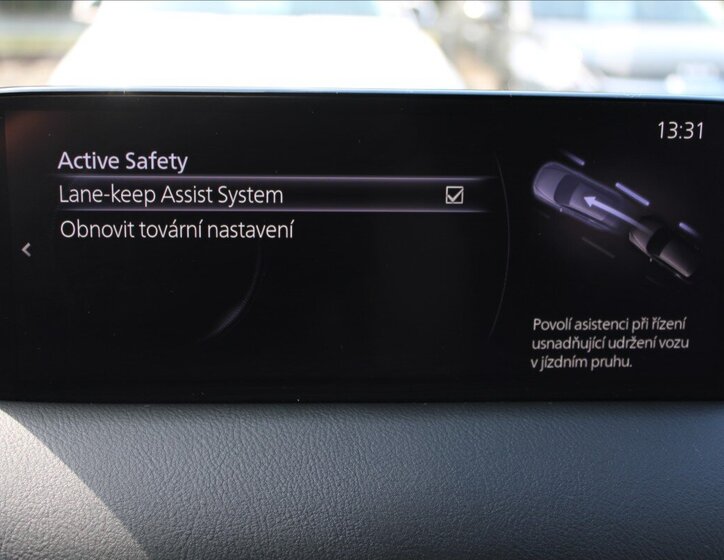 13:31
Active Safety
Lane-keep Assist System
Obnovit tovární nastavení
Povolí asistenci při řízení
usnadňující udržení vozu
v jízdním pruhu.